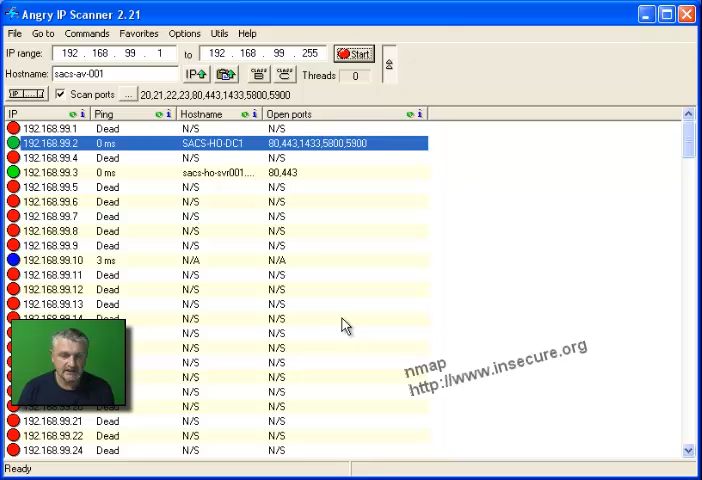 Angry IP Scanner 2.21
File Go to Commands Favorites Options Utils Help
IP range: 192 . 168 . 99 . 1 to 192 . 168 . 99 . 255 Start
Hostname: sacs-av-001 IP CLASS B CLASS C Threads 0
IP Scan ports ... 20,21,22,23,80,443,1433,5800,5900
IP Ping Hostname Open ports
192.168.99.1 Dead N/S N/S
192.168.99.2 0 ms SACS-HO-DC1 80,443,1433,5800,5900
192.168.99.4 Dead N/S N/S
192.168.99.3 0 ms sacs-ho-svr001.... 80,443
192.168.99.5 Dead N/S N/S
192.168.99.6 Dead N/S N/S
192.168.99.7 Dead N/S N/S
192.168.99.8 Dead N/S N/S
192.168.99.9 Dead N/S N/S
192.168.99.10 3 ms N/A N/A
192.168.99.11 Dead N/S N/S
192.168.99.12 Dead N/S N/S
192.168.99.13 Dead N/S N/S
N/S N/S
N/S N/S
N/S N/S
N/S N/S
N/S N/S
N/S N/S
N/S N/S
192.168.99.21 Dead N/S N/S
192.168.99.22 Dead N/S N/S
192.168.99.24 Dead N/S N/S
nmap
http://www.insecure.org
Ready